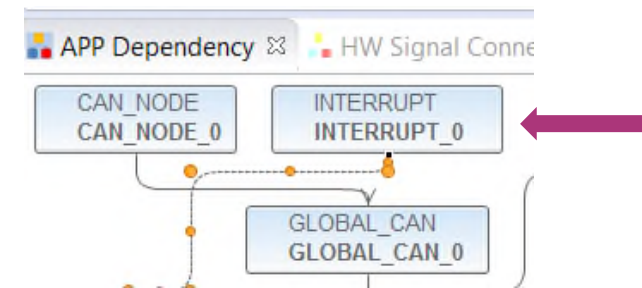 APP Dependency HW Signal Conne
CAN_NODE
CAN_NODE_0
INTERRUPT
INTERRUPT_0
GLOBAL_CAN
GLOBAL_CAN_0